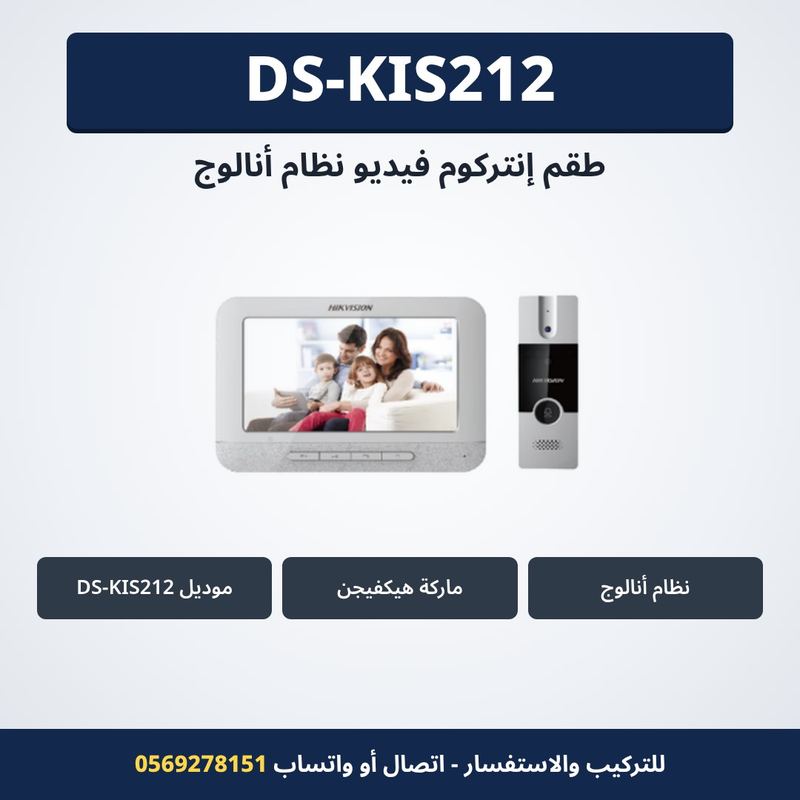 DS-KIS212
طقم إنتركوم فيديو نظام أنالوج
HIKVISION
HIKVISION
نظام أنالوج
ماركة هيكفيجن
موديل DS-KIS212
للتركيب والاستفسار - اتصال أو واتساب 0569278151